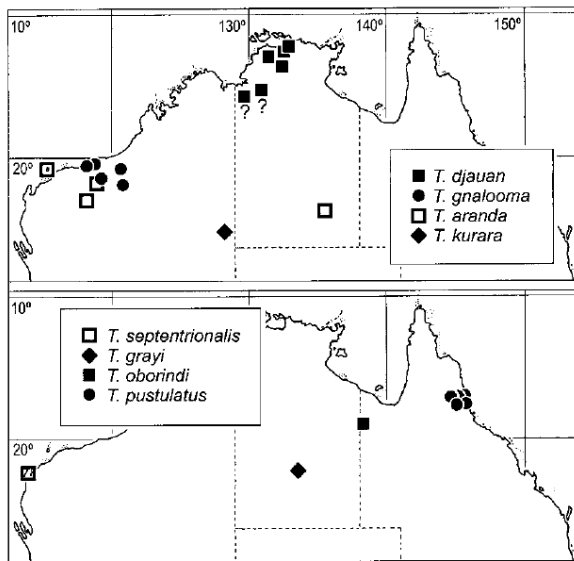 10º
130º
140º
150º
?
?
20º
T. djauan
T. gnalooma
T. aranda
T. kurara
10º
T. septentrionalis
T. grayi
T. oborindi
T. pustulatus
20º